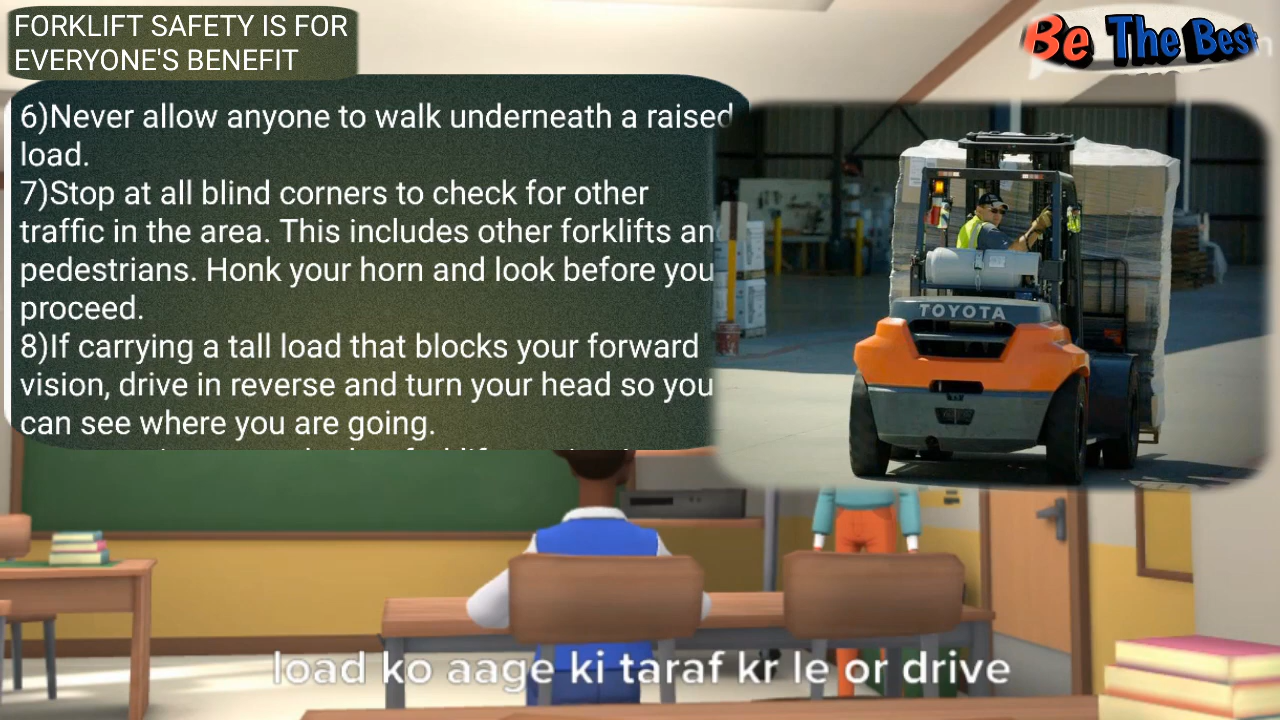 FORKLIFT SAFETY IS FOR
EVERYONE'S BENEFIT
Be The Best
6)Never allow anyone to walk underneath a raised
load.
7)Stop at all blind corners to check for other
traffic in the area. This includes other forklifts an
pedestrians. Honk your horn and look before you
proceed.
8)If carrying a tall load that blocks your forward
vision, drive in reverse and turn your head so you
can see where you are going.
TOYOTA
load ko aage ki taraf kr le or drive